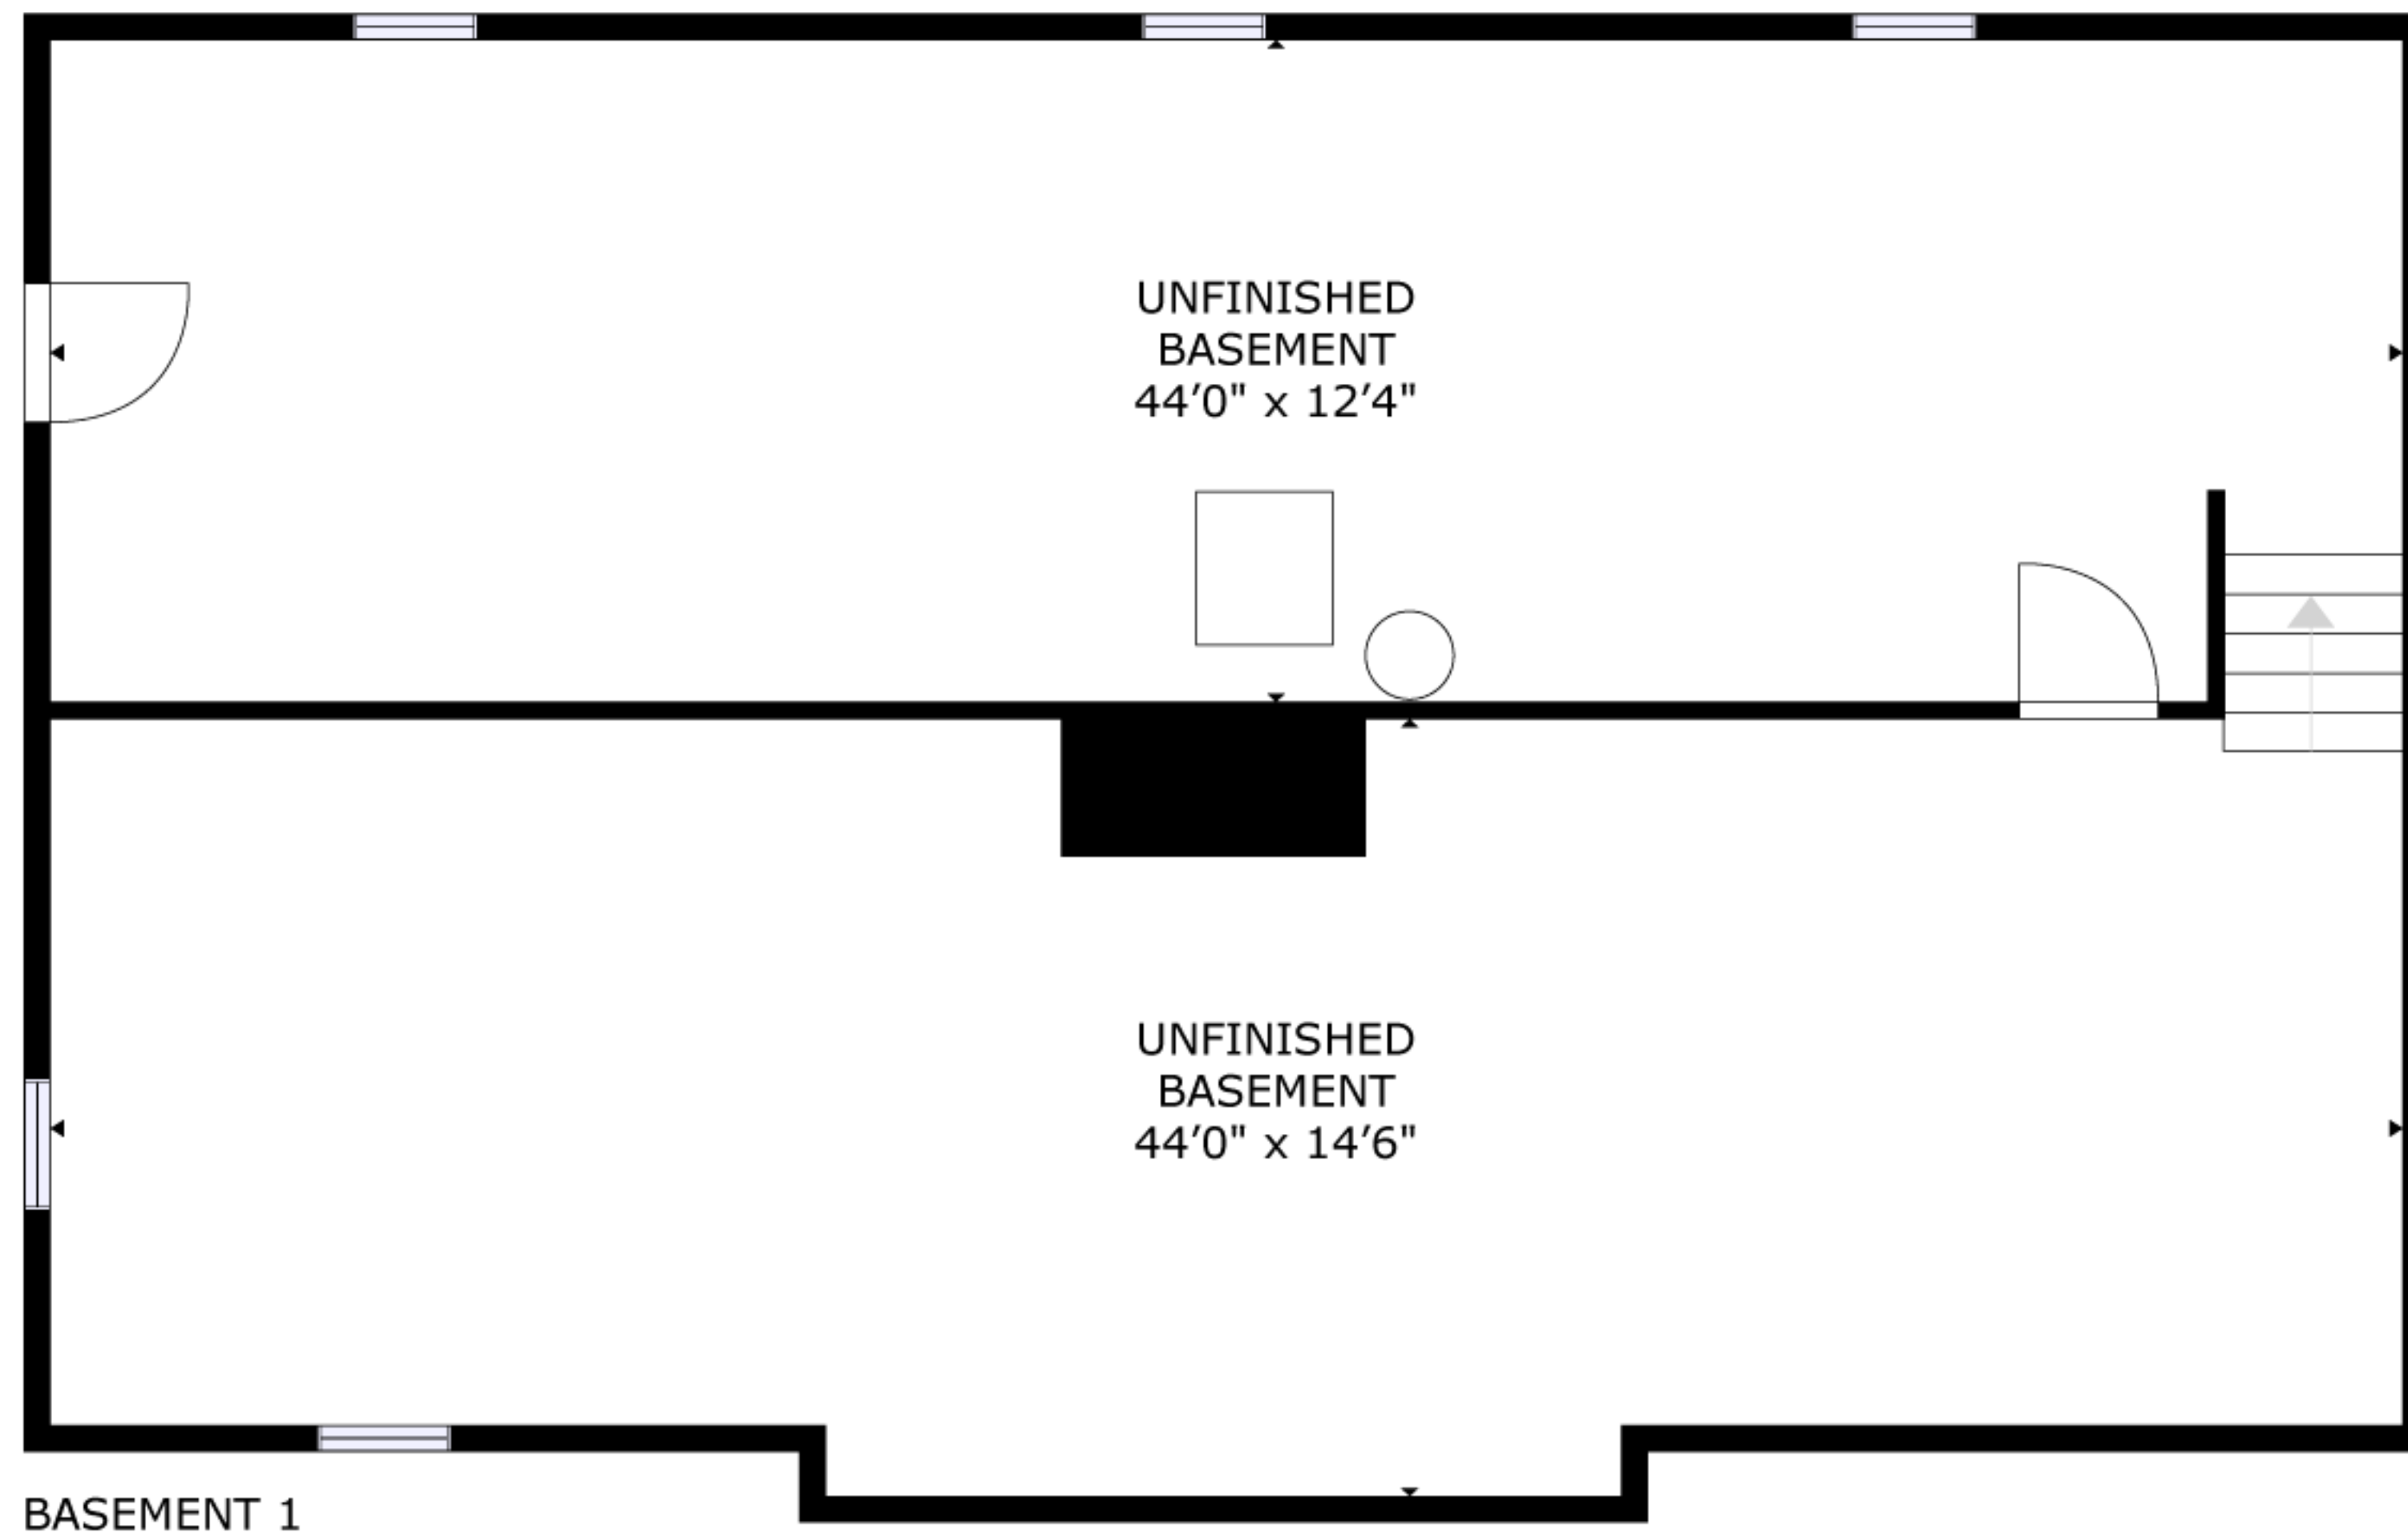 UNFINISHED
BASEMENT
44′0" x 12′4"
UNFINISHED
BASEMENT
44′0" x 14′6"
BASEMENT 1